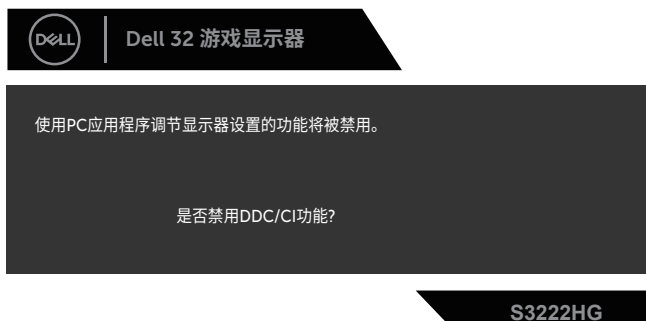 DELL
Dell 32 游戏显示器
使用PC应用程序调节显示器设置的功能将被禁用。
是否禁用DDC/CI功能?
S3222HG